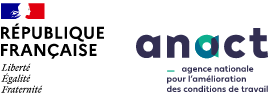 RÉPUBLIQUE
FRANÇAISE
Liberté
Égalité
Fraternité
anact
agence nationale
pour l'amélioration
des conditions de travail